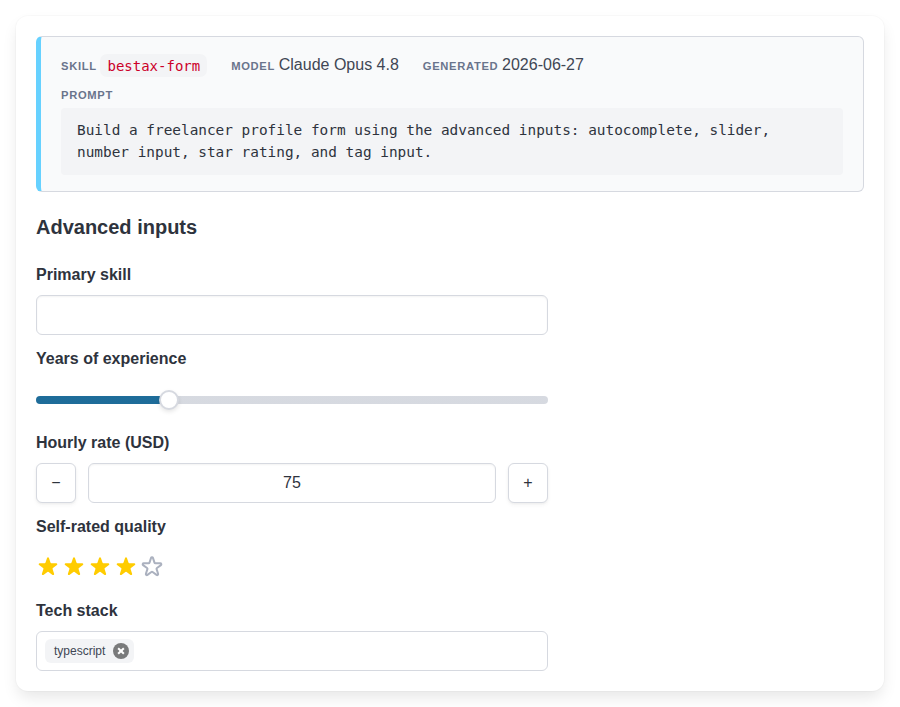 SKILL bestax-form MODEL Claude Opus 4.8 GENERATED 2026-06-27
PROMPT
Build a freelancer profile form using the advanced inputs: autocomplete, slider,
number input, star rating, and tag input.
Advanced inputs
Primary skill
Years of experience
Hourly rate (USD)
− 75 +
Self-rated quality
Tech stack
typescript